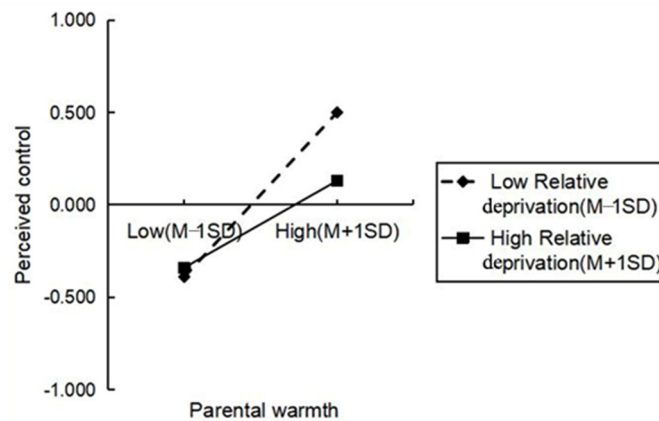 1.000
0.500
0.000
-0.500
-1.000
Perceived control
Low(M−1SD)
High(M+1SD)
Parental warmth
Low Relative
deprivation(M−1SD)
High Relative
deprivation(M+1SD)